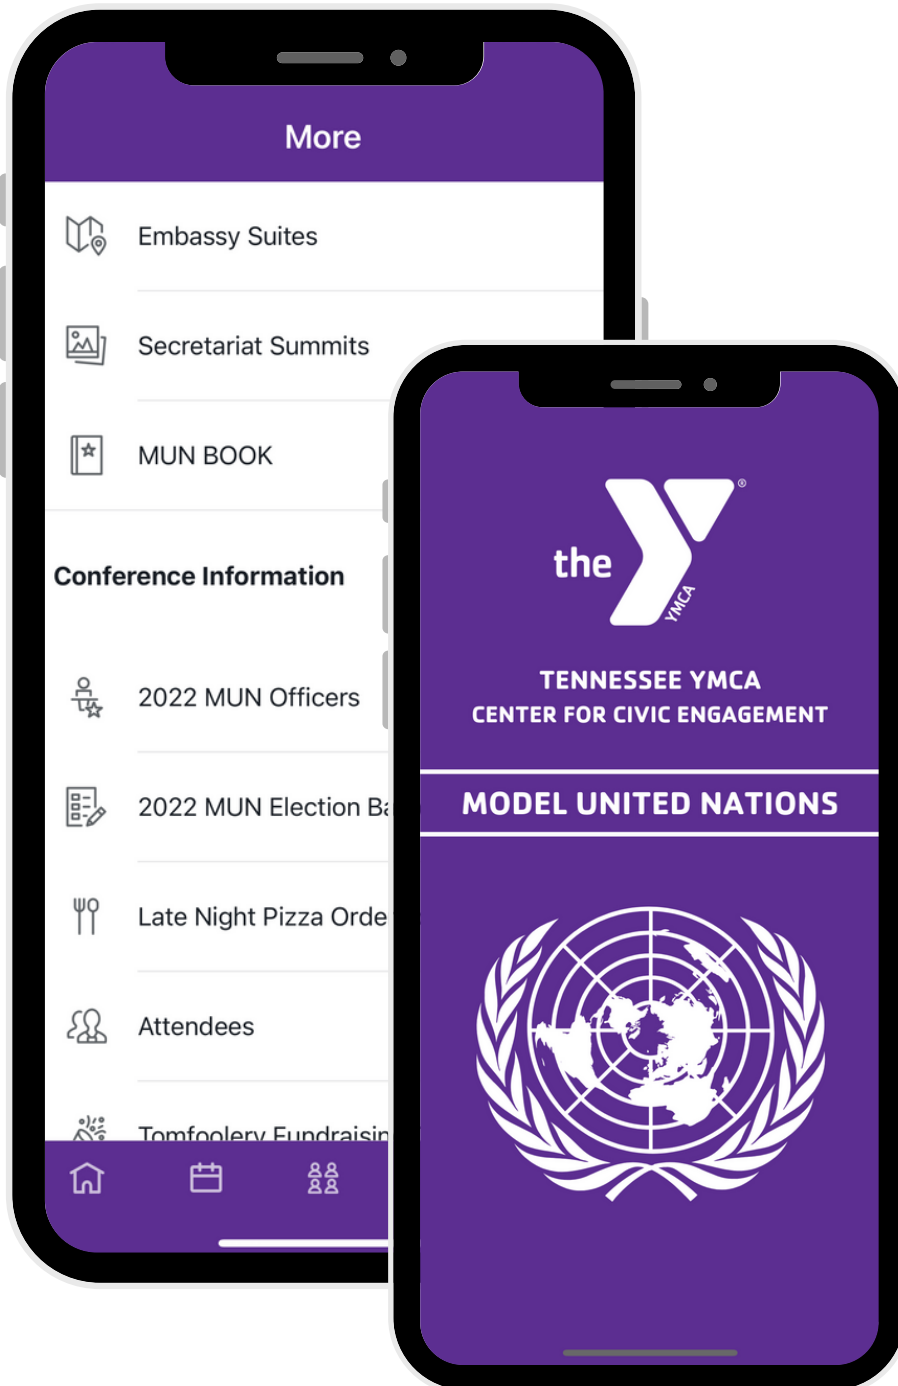 More
Embassy Suites
Secretariat Summits
MUN BOOK
Conference Information
2022 MUN Officers
2022 MUN Election
Late Night Pizza
Attendees
Tomfoolery
the
YMCA
®
TENNESSEE YMCA
CENTER FOR CIVIC ENGAGEMENT
MODEL UNITED NATIONS